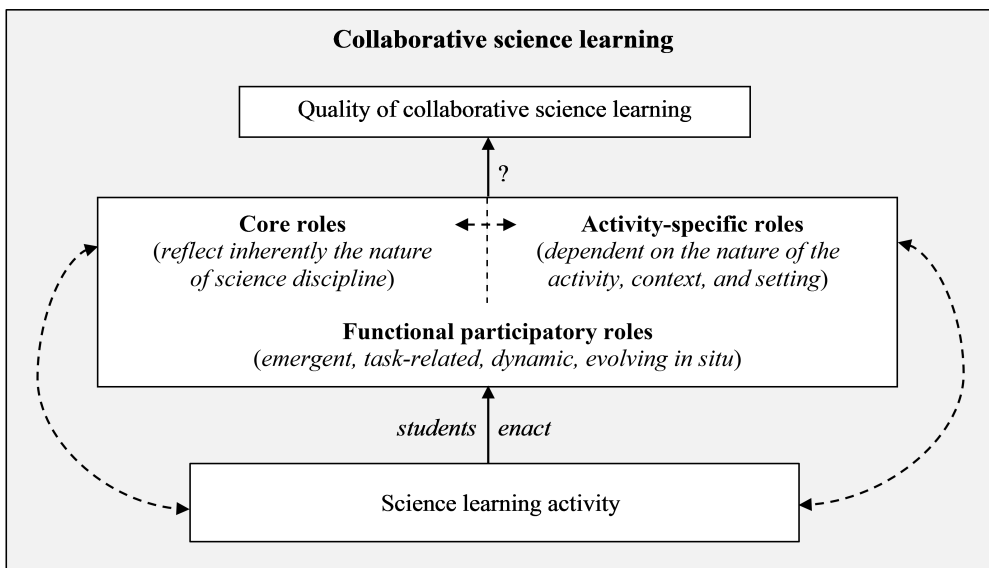 Collaborative science learning
Quality of collaborative science learning
?
Core roles
(reflect inherently the nature
of science discipline)
Activity-specific roles
(dependent on the nature of the
activity, context, and setting)
Functional participatory roles
(emergent, task-related, dynamic, evolving in situ)
students enact
Science learning activity